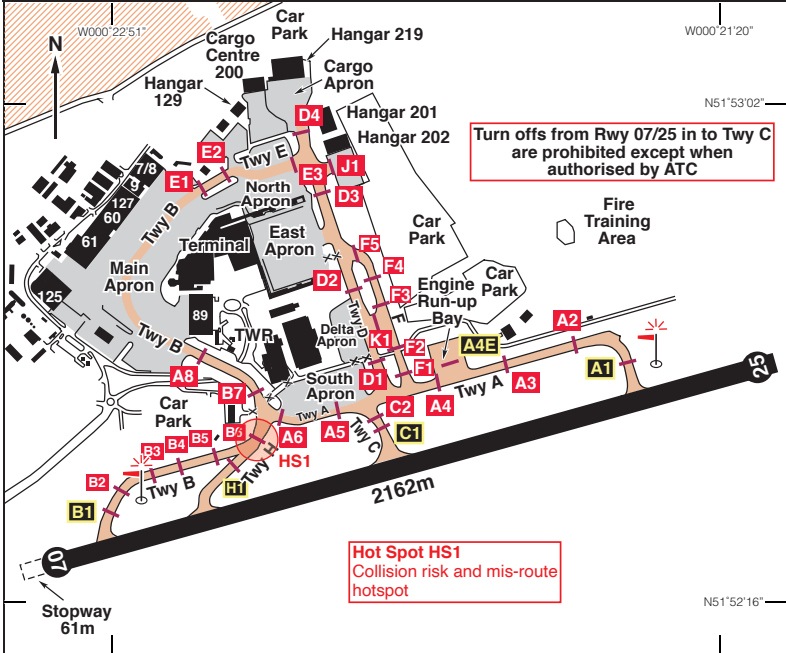 W000°22'51"
W000°21'20"
N
Car
Park
Hangar 219
Cargo
Centre
200
Cargo
Apron
Hangar
129
N51°53'02"
D4
Hangar 201
Hangar 202
Turn offs from Rwy 07/25 in to Twy C
are prohibited except when
authorised by ATC
E2
Twy E
E1
E3
J1
7/8
9
127
60
61
125
North
Apron
D3
Twy B
Terminal
East
Apron
Car
Park
Fire
Training
Area
Main
Apron
F5
F4
D2
F3
Engine
Run-up
Bay
Car
Park
89
Twy B
TWR
Twy D
F
Delta
Apron
K1
F2
A4E
A2
A1
25
A8
D1
F1
A3
South
Apron
A4
Twy A
B7
Car
Park
Twy A
C2
A5
A6
Twy C
C1
B6
HS1
B5
B4
B3
Twy H
H1
B2
Twy B
B1
2162m
07
Hot Spot HS1
Collision risk and mis-route
hotspot
Stopway
61m
N51°52'16"